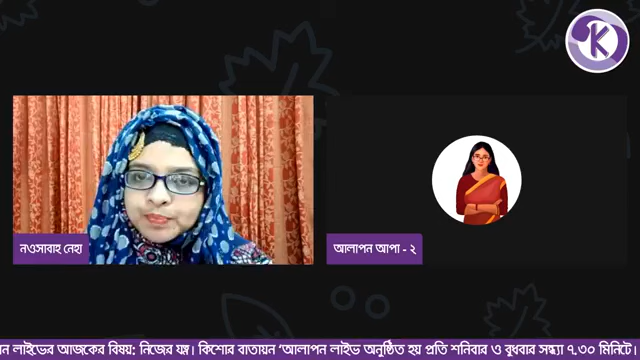 K
নওসাবাহ নেহা
আলাপন আপা - ২
ন লাইভের আজকের বিষয়: নিজের যত্ন। কিশোর বাতায়ন 'আলাপন লাইভ অনুষ্ঠিত হয় প্রতি শনিবার ও বুধবার সন্ধ্যা ৭.৩০ মিনিটে।